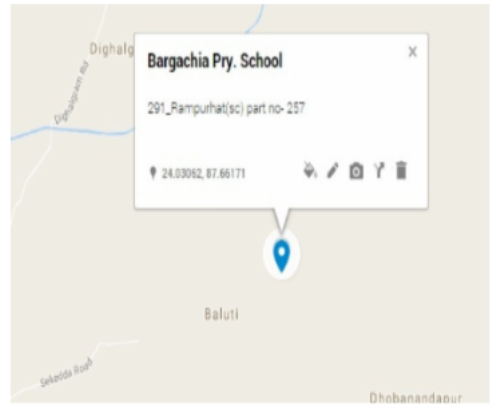 Dighalg
Bargachia Pry. School
x
291_Rampurhat(sc) part no- 257
Dighalgram Rd
24.03062, 87.66171
Baluti
Sekedda Road
Dhobanandapur